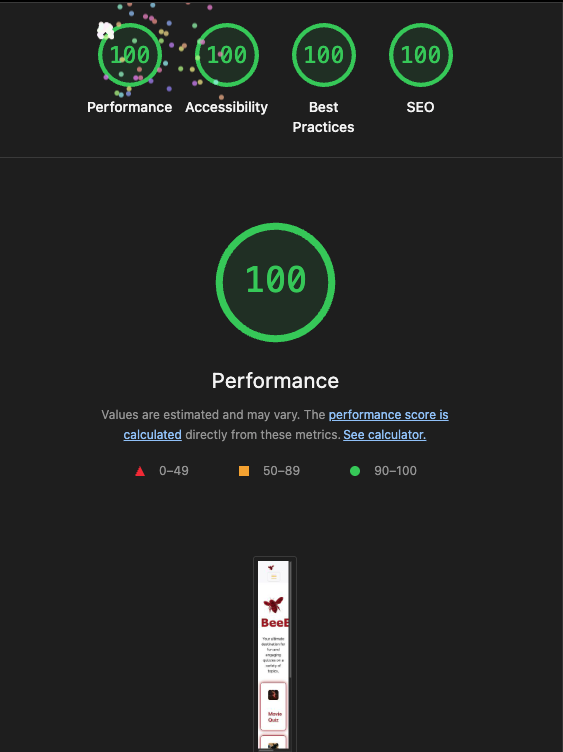 100
100
100
100
Performance
Accessibility
Best
Practices
SEO
100
Performance
Values are estimated and may vary. The performance score is
calculated directly from these metrics. See calculator.
0–49
50–89
90–100
BeeB
Your ultimate
destination for
fun and
engaging
quizzes on a
variety of
topics.
Movie
Quiz